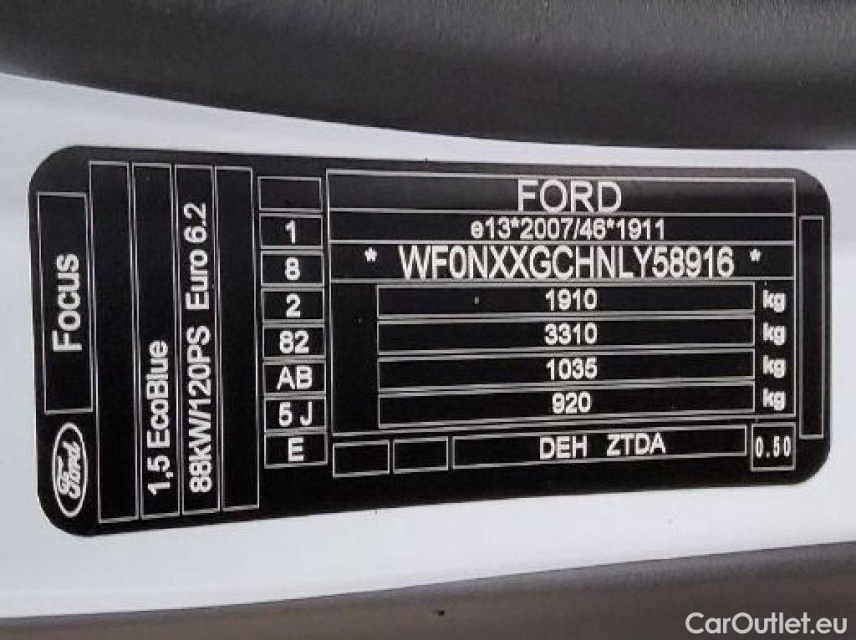 Ford
Focus
1,5 EcoBlue
88kW/120PS Euro 6.2
1
8
2
82
AB
5 J
E
FORD
e13*2007/46*1911
* WF0NXXGCHNLY58916 *
1910 kg
3310 kg
1035 kg
920 kg
DEH ZTDA
0.50
CarOutlet.eu